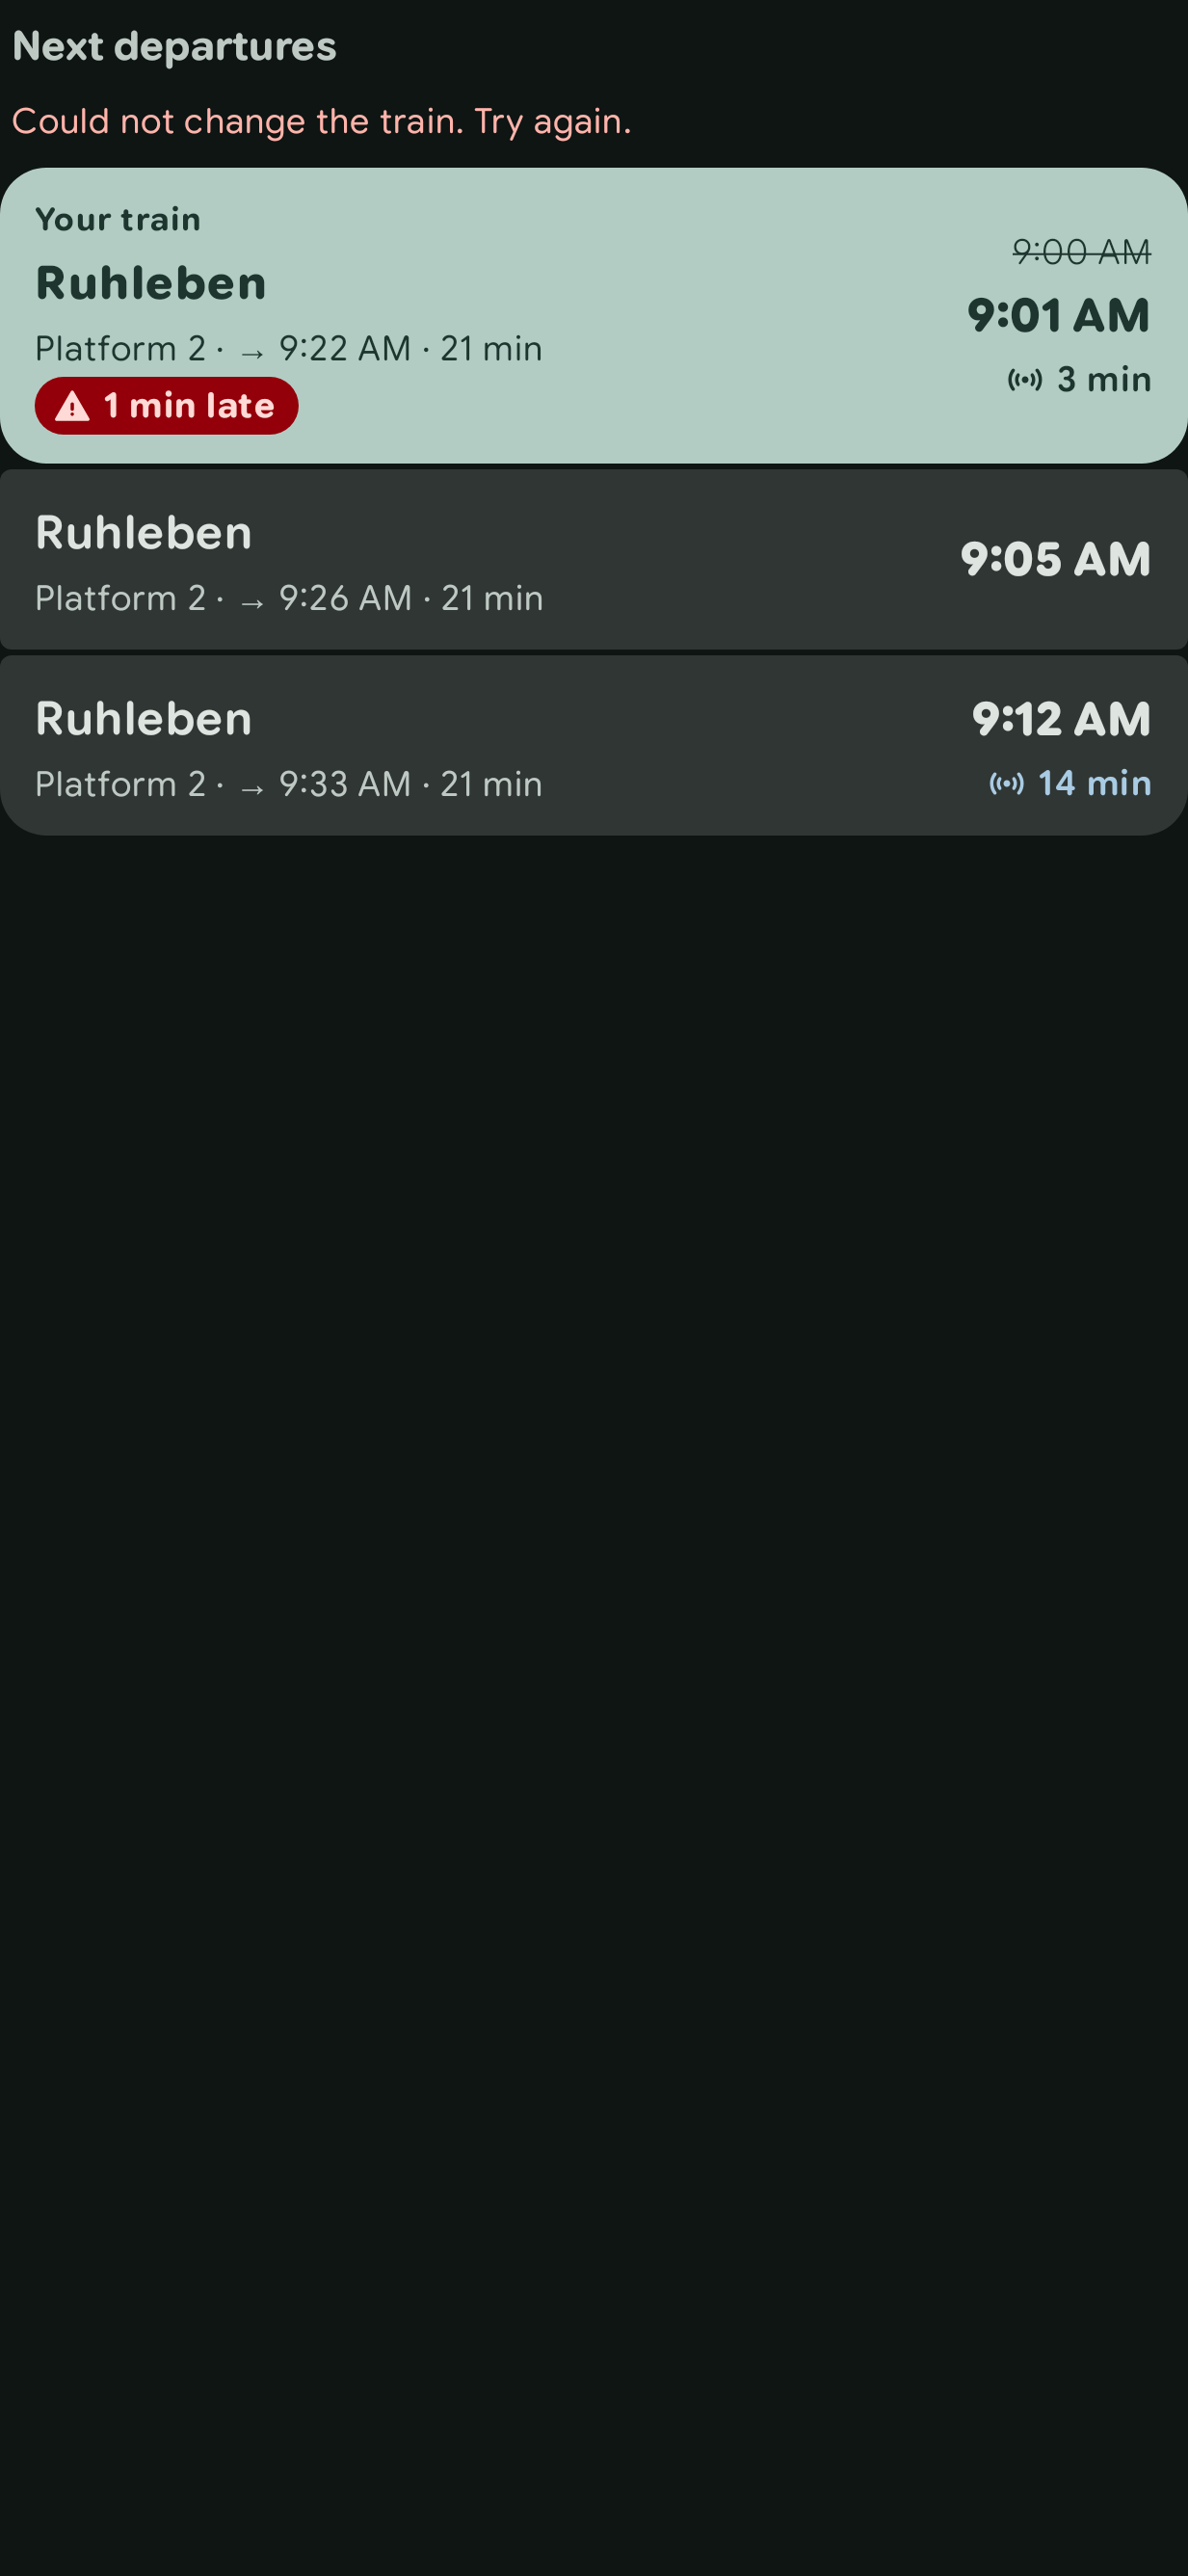 Next departures
Could not change the train. Try again.
Your train
Ruhleben
Platform 2 · → 9:22 AM · 21 min
1 min late
9:00 AM
9:01 AM
3 min
Ruhleben
Platform 2 · → 9:26 AM · 21 min
9:05 AM
Ruhleben
Platform 2 · → 9:33 AM · 21 min
9:12 AM
14 min